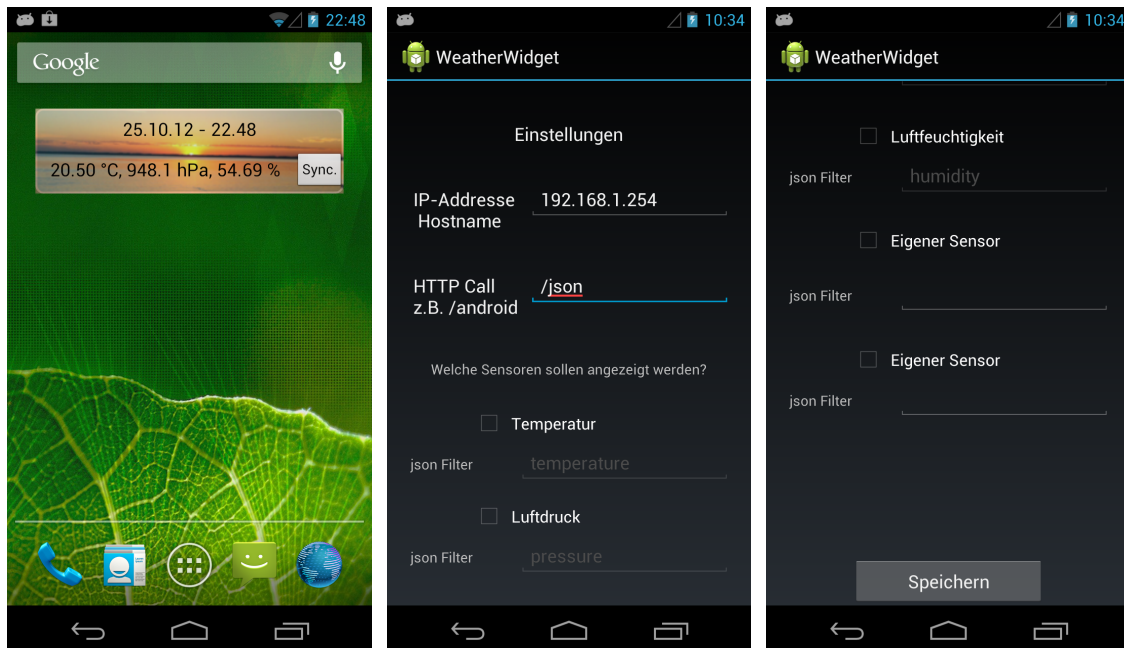 22:48
Google
25.10.12 - 22.48
20.50 °C, 948.1 hPa, 54.69 %
Sync.
10:34
WeatherWidget
Einstellungen
IP-Addresse
Hostname
192.168.1.254
HTTP Call
z.B. /android
/json
Welche Sensoren sollen angezeigt werden?
Temperatur
json Filter
temperature
Luftdruck
json Filter
pressure
10:34
WeatherWidget
Luftfeuchtigkeit
json Filter
humidity
Eigener Sensor
json Filter
Eigener Sensor
json Filter
Speichern